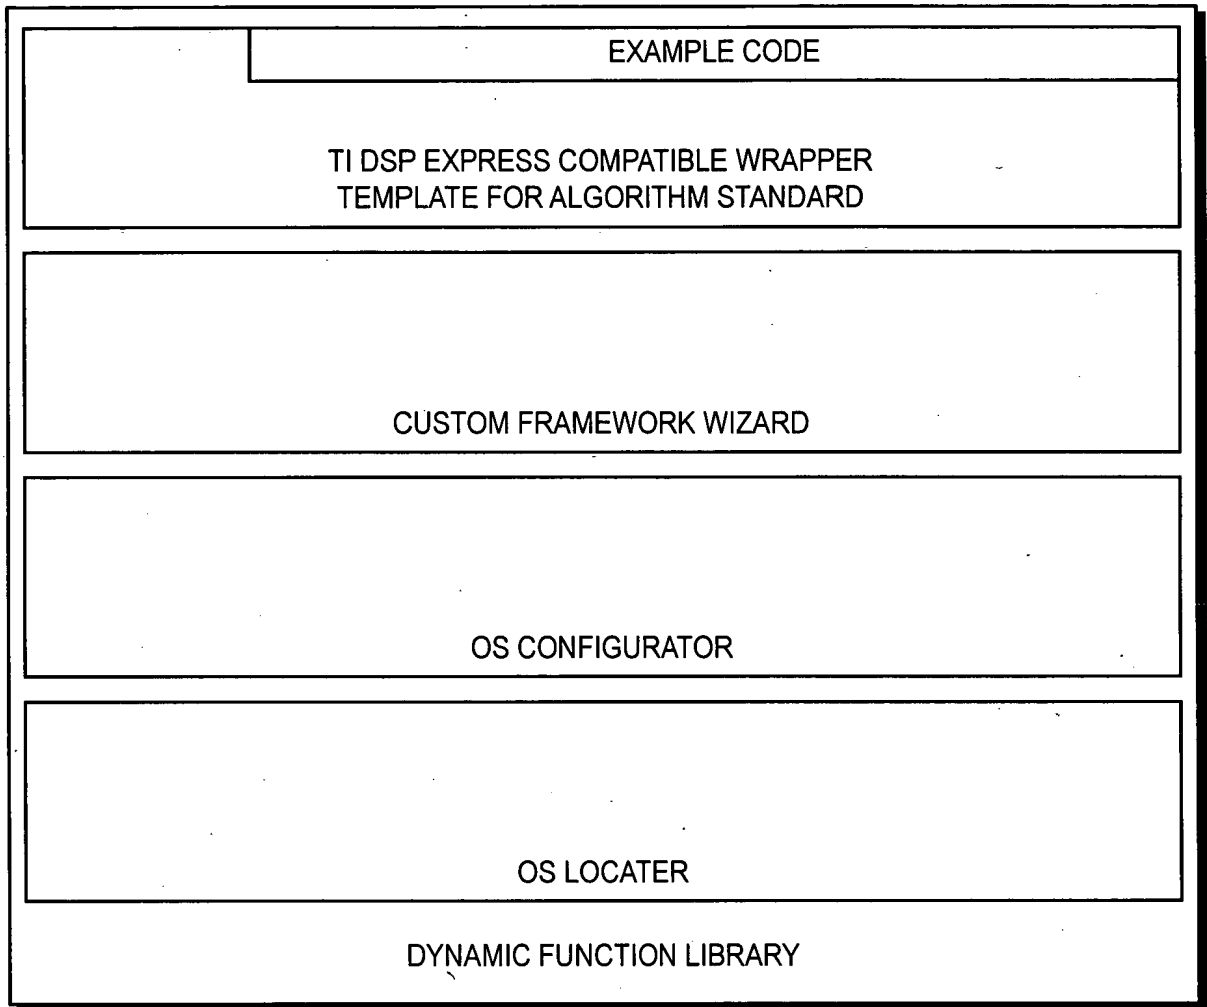 EXAMPLE CODE
TI DSP EXPRESS COMPATIBLE WRAPPER
TEMPLATE FOR ALGORITHM STANDARD
CUSTOM FRAMEWORK WIZARD
OS CONFIGURATOR
OS LOCATER
DYNAMIC FUNCTION LIBRARY